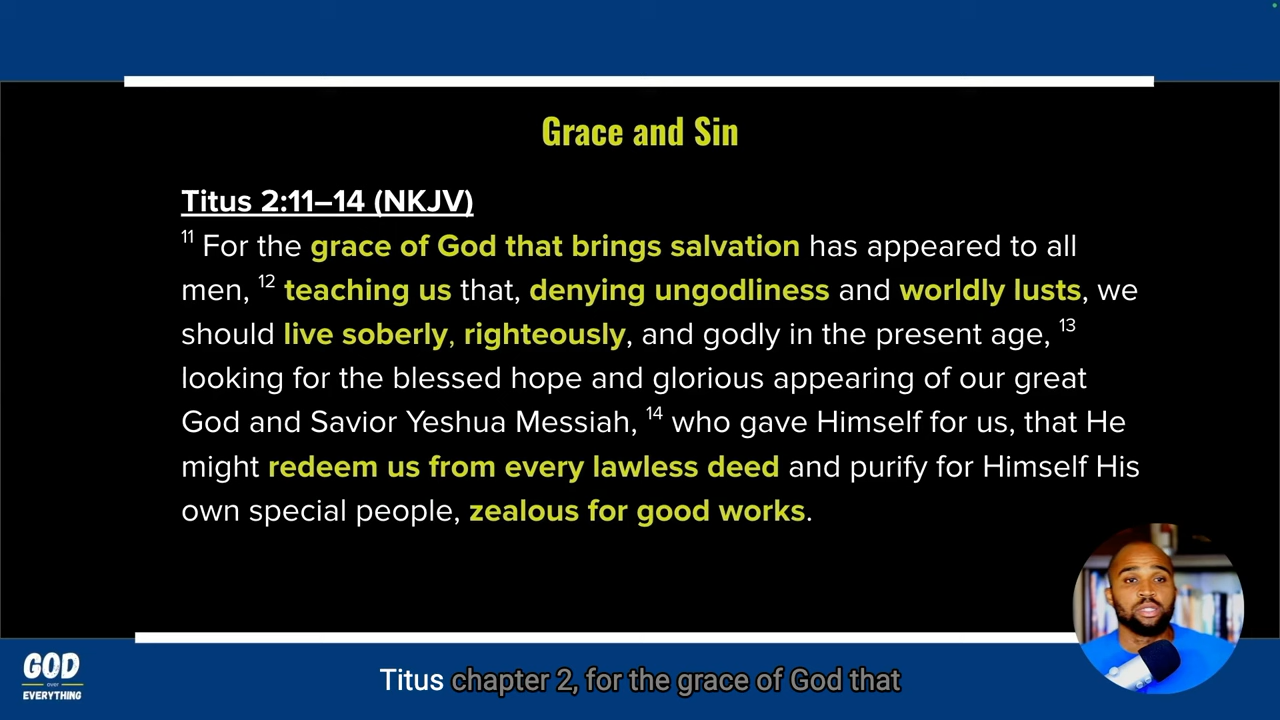 Grace and Sin
Titus 2:11–14 (NKJV)
11 For the grace of God that brings salvation has appeared to all
men, 12 teaching us that, denying ungodliness and worldly lusts, we
should live soberly, righteously, and godly in the present age, 13
looking for the blessed hope and glorious appearing of our great
God and Savior Yeshua Messiah, 14 who gave Himself for us, that He
might redeem us from every lawless deed and purify for Himself His
own special people, zealous for good works.
GOD
OVER
EVERYTHING
Titus chapter 2, for the grace of God that